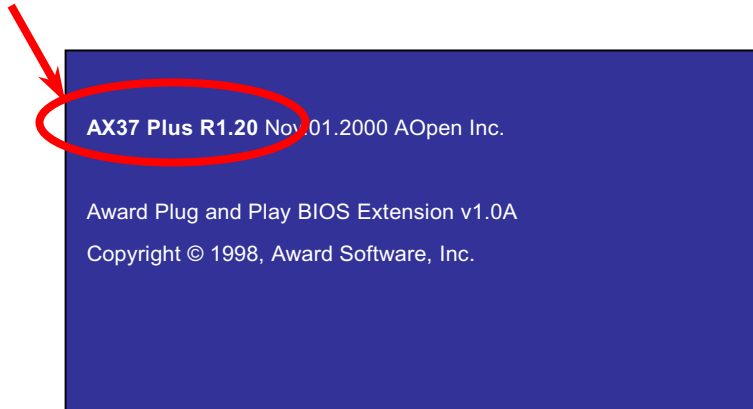 AX37 Plus R1.20 Nov.01.2000 AOpen Inc.
Award Plug and Play BIOS Extension v1.0A
Copyright © 1998, Award Software, Inc.